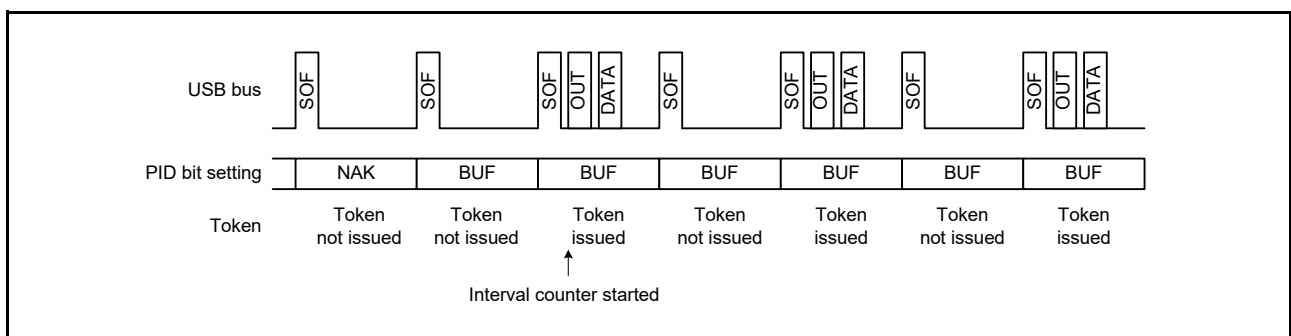 USB bus
SOF SOF SOF OUT DATA SOF SOF OUT DATA SOF SOF OUT DATA
PID bit setting NAK BUF BUF BUF BUF BUF BUF
Token Token Token Token Token Token Token Token
not issued not issued issued not issued issued not issued issued
Interval counter started